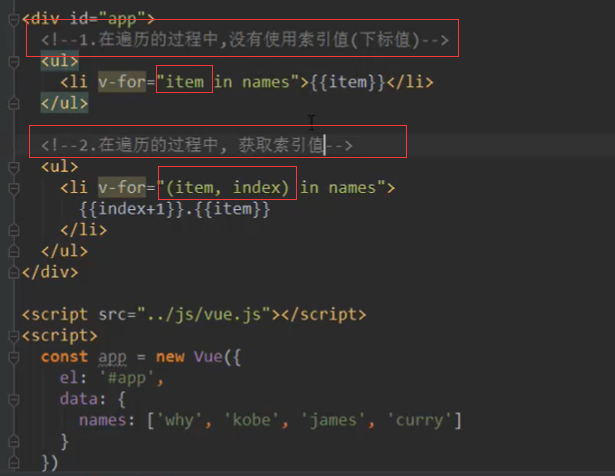 <div id="app">
<!--1.在遍历的过程中,没有使用索引值(下标值)-->
<ul>
<li v-for="item in names">{{item}}</li>
</ul>
<!--2.在遍历的过程中, 获取索引值-->
<ul>
<li v-for="(item, index) in names">
{{index+1}}.{{item}}
</li>
</ul>
</div>
<script src="../js/vue.js"></script>
<script>
const app = new Vue({
el: '#app',
data: {
names: ['why', 'kobe', 'james', 'curry']
}
})